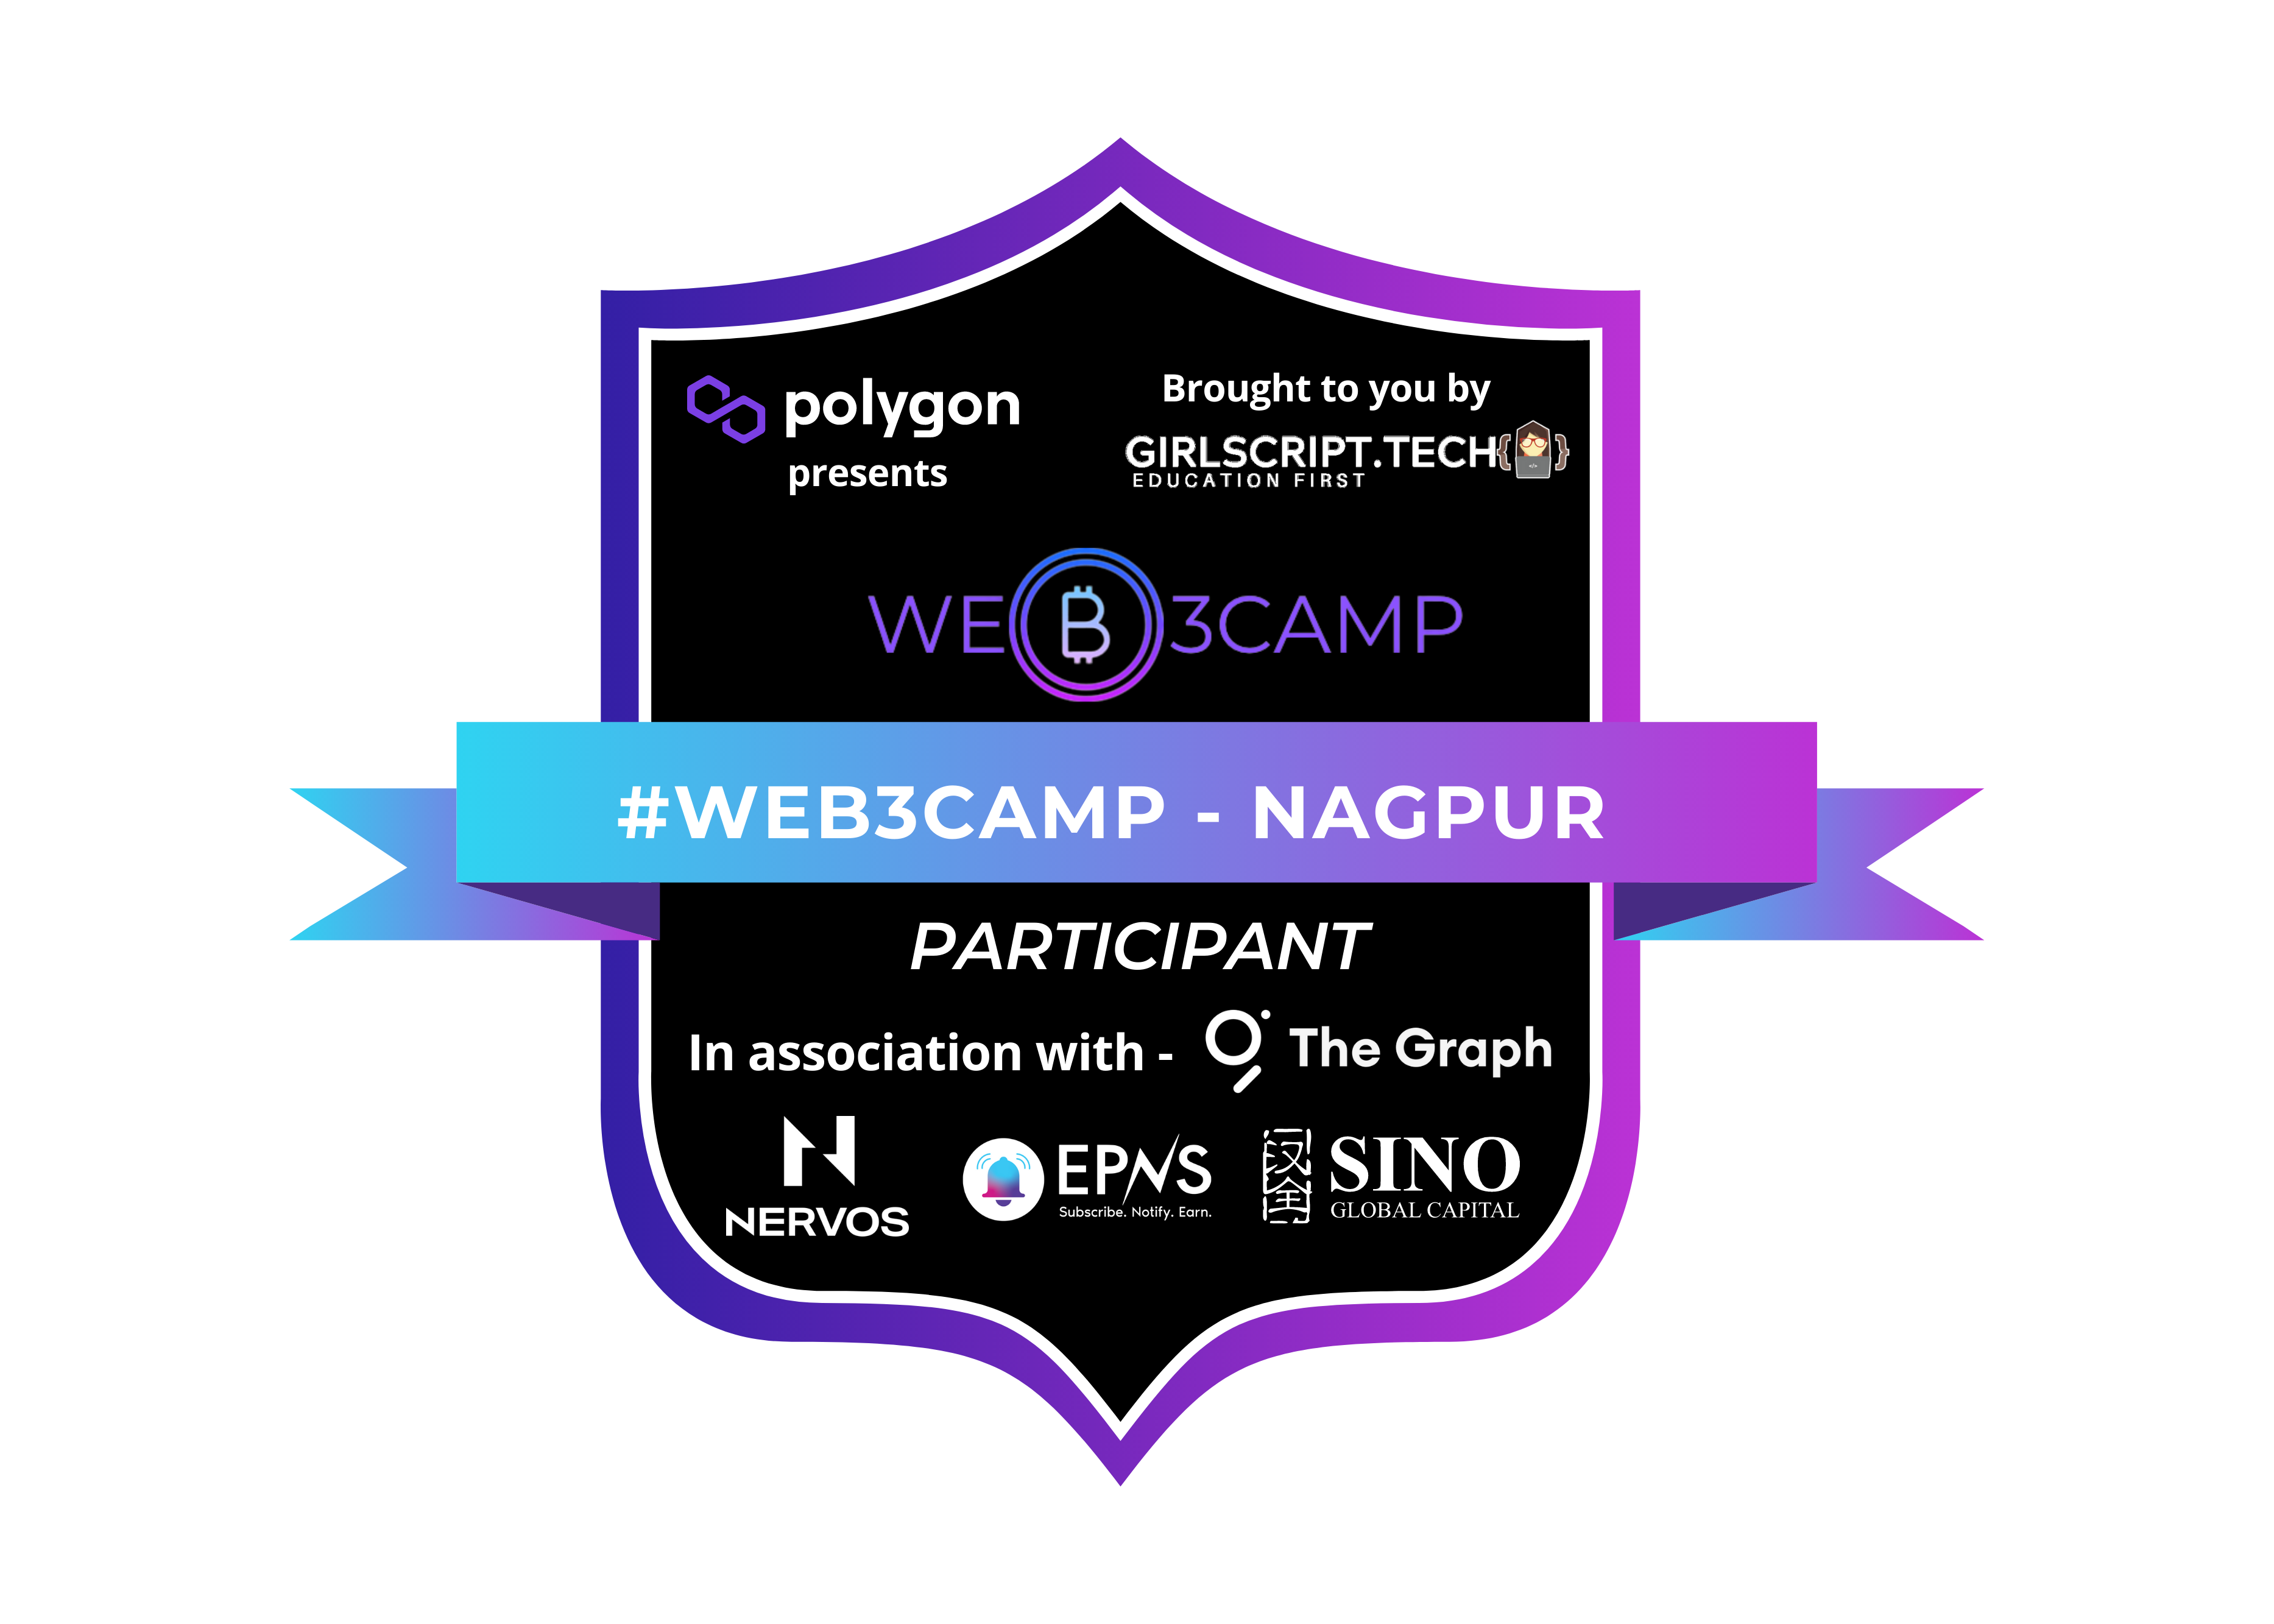 polygon
presents
Brought to you by
GIRLSCRIPT.TECH
EDUCATION FIRST
WEB3CAMP
#WEB3CAMP - NAGPUR
PARTICIPANT
In association with - The Graph
NERVOS
EPNS
Subscribe. Notify. Earn.
SINO
GLOBAL CAPITAL